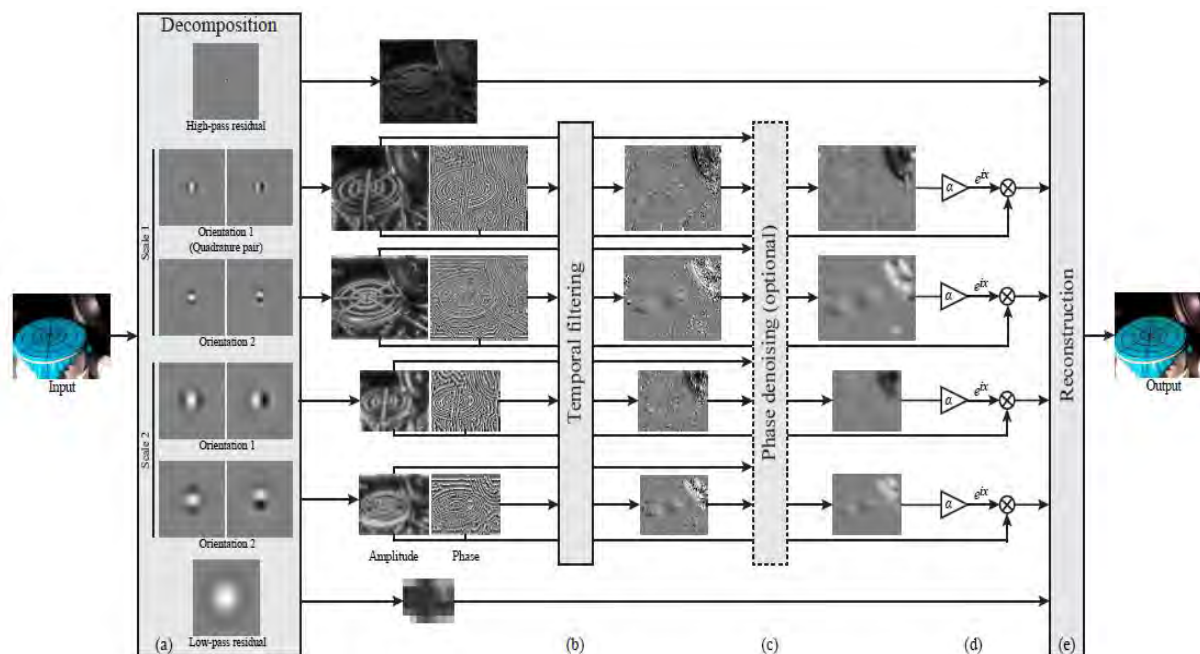 Decomposition
High-pass residual
Scale 1
Orientation 1
(Quadrature pair)
Orientation 2
Scale 2
Orientation 1
Orientation 2
Low-pass residual
(a)
Input
Amplitude
Phase
Temporal filtering
(b)
Phase denoising (optional)
(c)
α
e^{ix}
α
e^{ix}
α
e^{ix}
α
e^{ix}
(d)
Reconstruction
(e)
Output